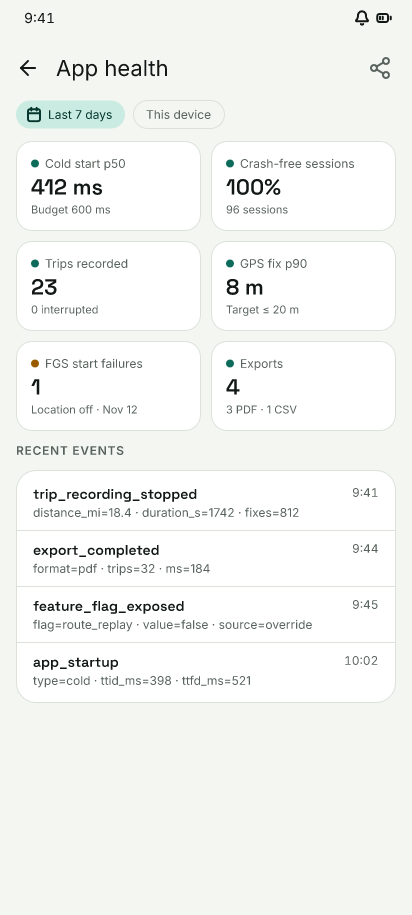 9:41
App health
Last 7 days
This device
Cold start p50
412 ms
Budget 600 ms
Crash-free sessions
100%
96 sessions
Trips recorded
23
0 interrupted
GPS fix p90
8 m
Target ≤ 20 m
FGS start failures
1
Location off · Nov 12
Exports
4
3 PDF · 1 CSV
RECENT EVENTS
trip_recording_stopped 9:41
distance_mi=18.4 · duration_s=1742 · fixes=812
export_completed 9:44
format=pdf · trips=32 · ms=184
feature_flag_exposed 9:45
flag=route_replay · value=false · source=override
app_startup 10:02
type=cold · ttid_ms=398 · ttfd_ms=521